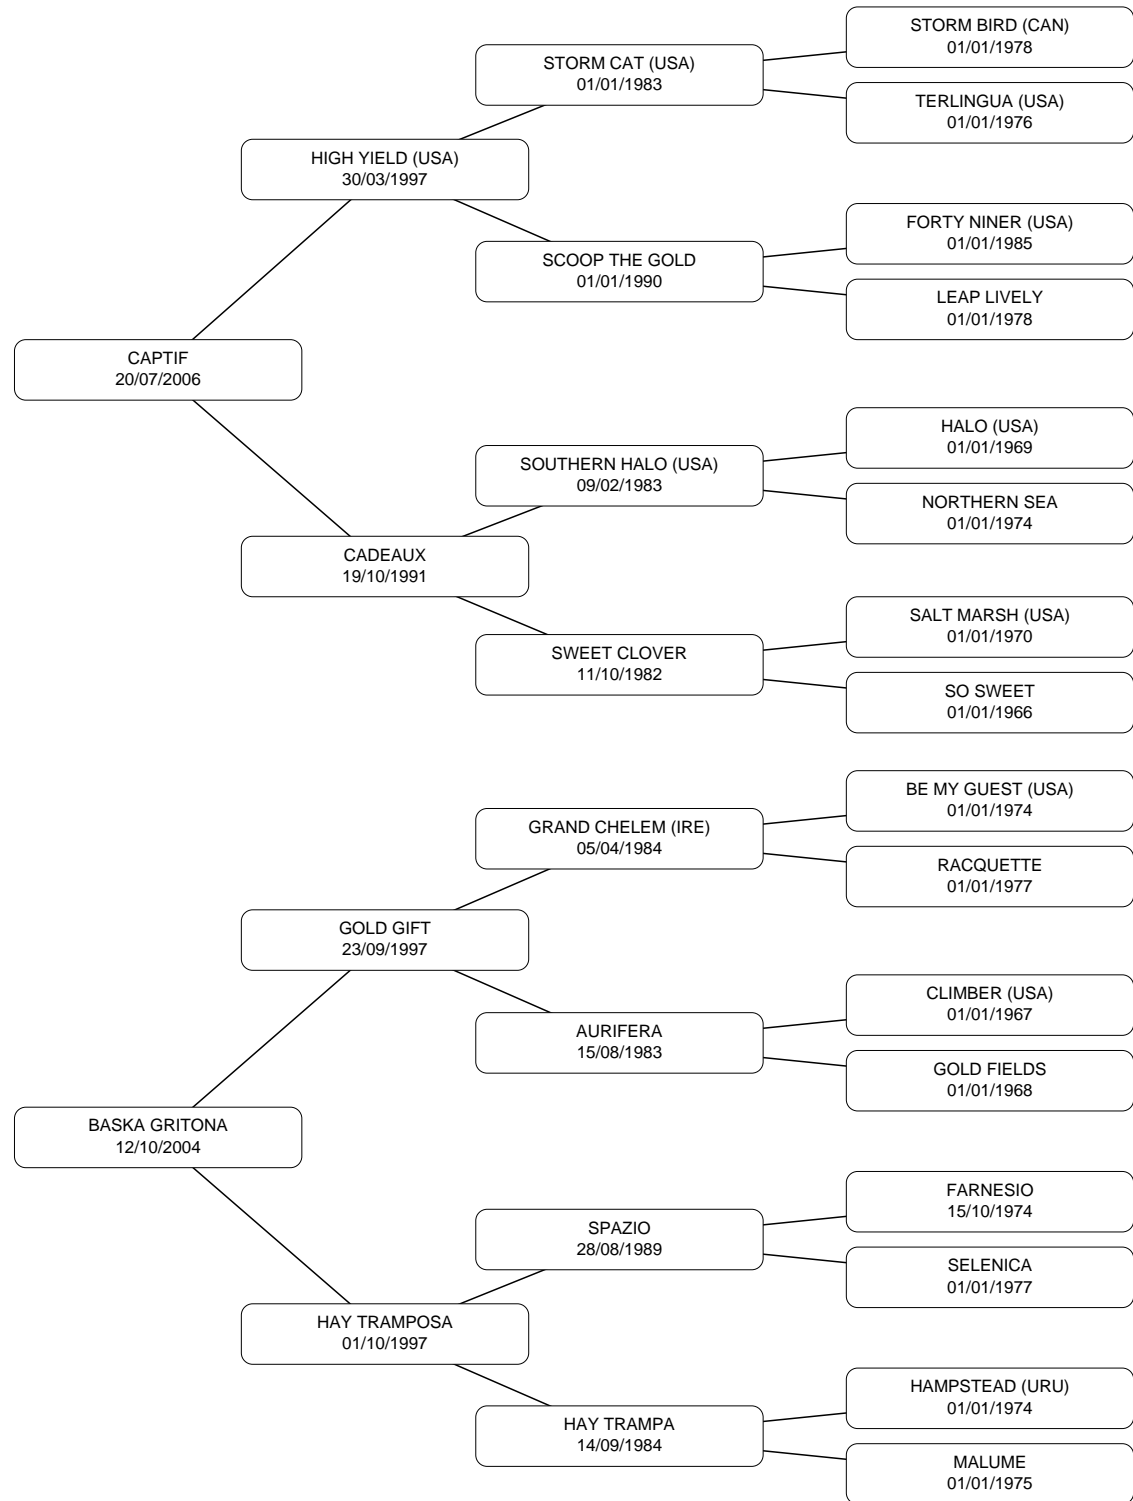 STORM BIRD (CAN)
01/01/1978
STORM CAT (USA)
01/01/1983
TERLINGUA (USA)
01/01/1976
HIGH YIELD (USA)
30/03/1997
FORTY NINER (USA)
01/01/1985
SCOOP THE GOLD
01/01/1990
LEAP LIVELY
01/01/1978
CAPTIF
20/07/2006
HALO (USA)
01/01/1969
SOUTHERN HALO (USA)
09/02/1983
NORTHERN SEA
01/01/1974
CADEAUX
19/10/1991
SALT MARSH (USA)
01/01/1970
SWEET CLOVER
11/10/1982
SO SWEET
01/01/1966
BE MY GUEST (USA)
01/01/1974
GRAND CHELEM (IRE)
05/04/1984
RACQUETTE
01/01/1977
GOLD GIFT
23/09/1997
CLIMBER (USA)
01/01/1967
AURIFERA
15/08/1983
GOLD FIELDS
01/01/1968
BASKA GRITONA
12/10/2004
FARNESIO
15/10/1974
SPAZIO
28/08/1989
SELENICA
01/01/1977
HAY TRAMPOSA
01/10/1997
HAMPSTEAD (URU)
01/01/1974
HAY TRAMPA
14/09/1984
MALUME
01/01/1975